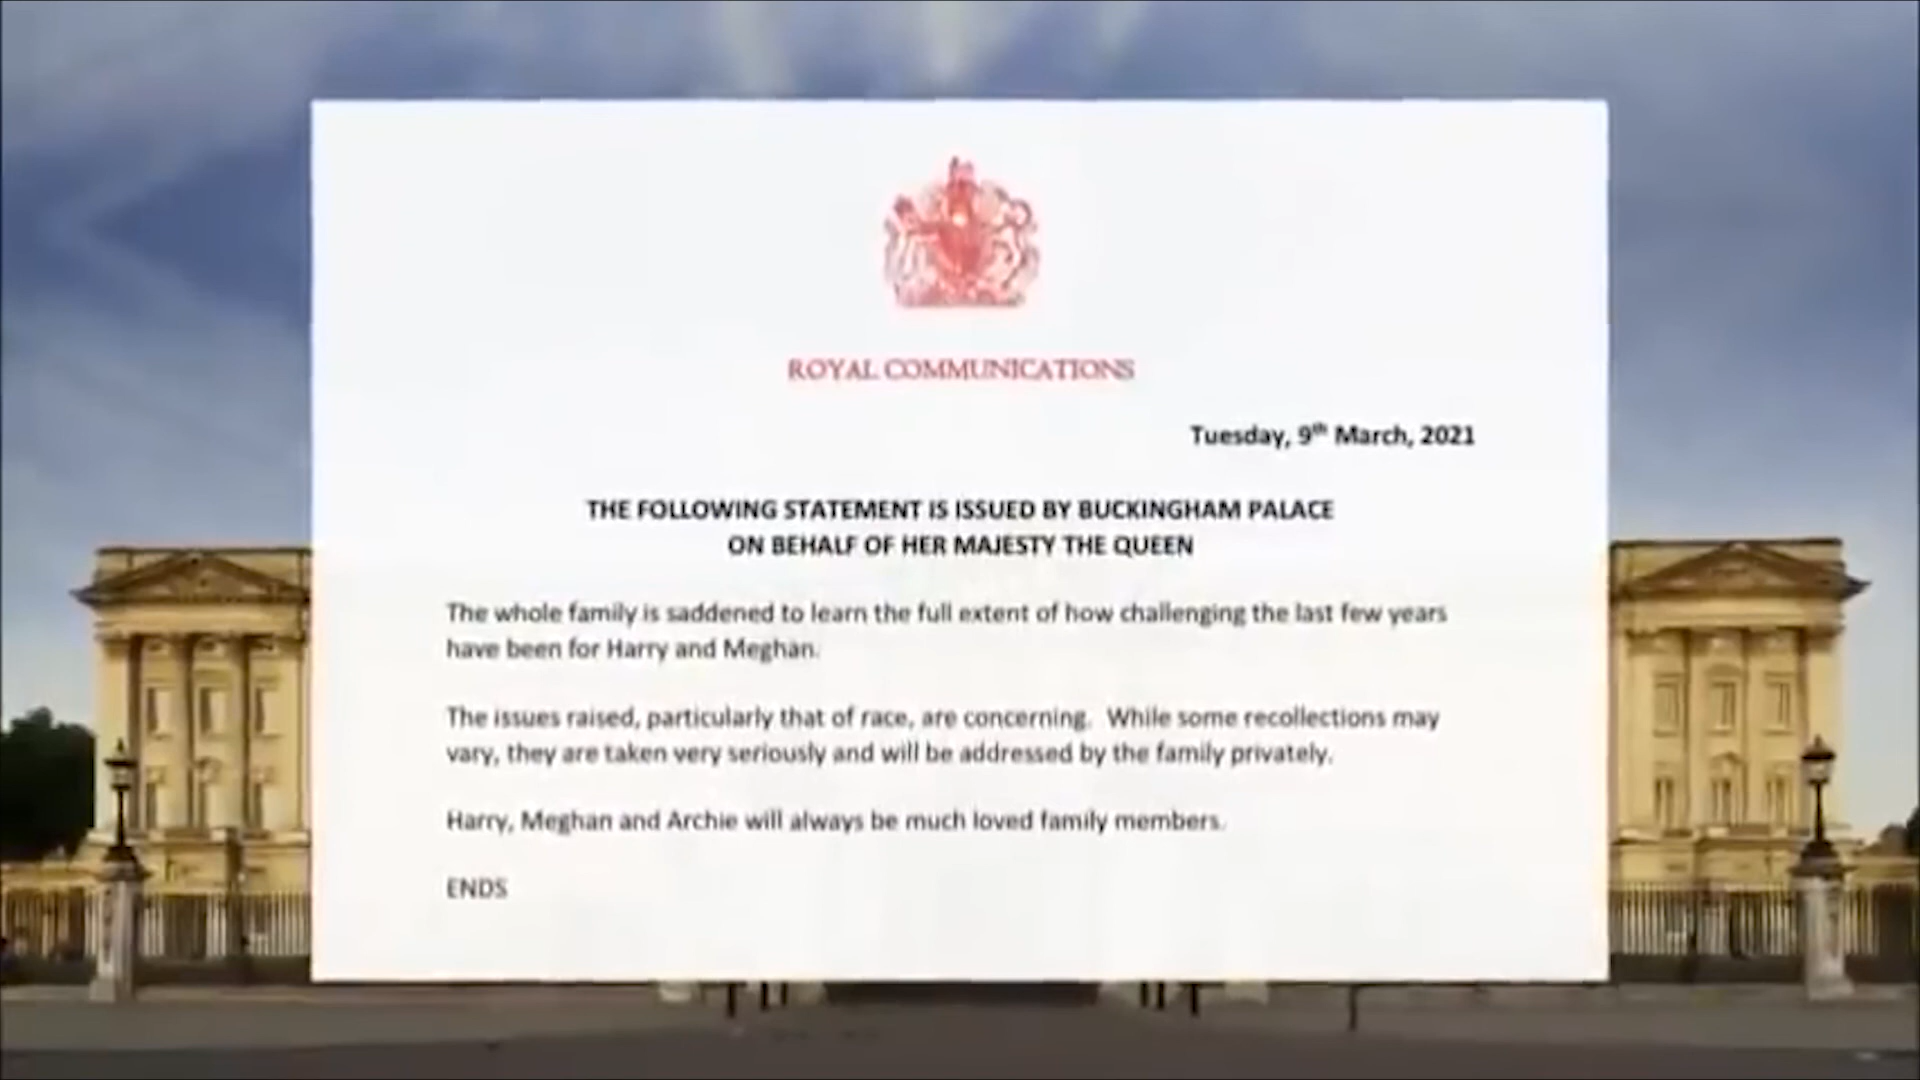 ROYAL COMMUNICATIONS
Tuesday, 9th March, 2021
THE FOLLOWING STATEMENT IS ISSUED BY BUCKINGHAM PALACE
ON BEHALF OF HER MAJESTY THE QUEEN
The whole family is saddened to learn the full extent of how challenging the last few years
have been for Harry and Meghan.
The issues raised, particularly that of race, are concerning. While some recollections may
vary, they are taken very seriously and will be addressed by the family privately.
Harry, Meghan and Archie will always be much loved family members.
ENDS